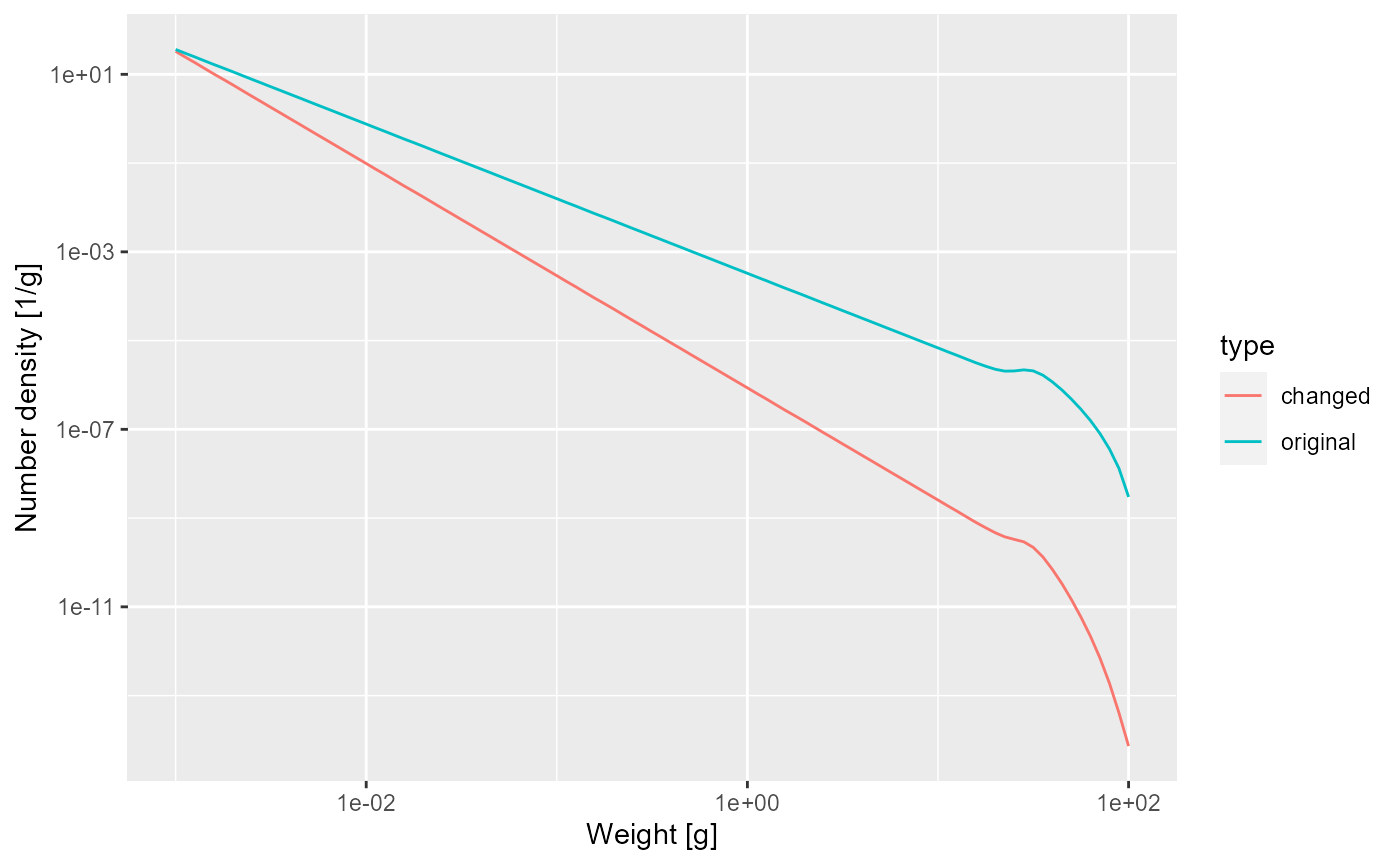 1e+01
1e-03
1e-07
1e-11
Number density [1/g]
1e-02
1e+00
1e+02
Weight [g]
type
changed
original